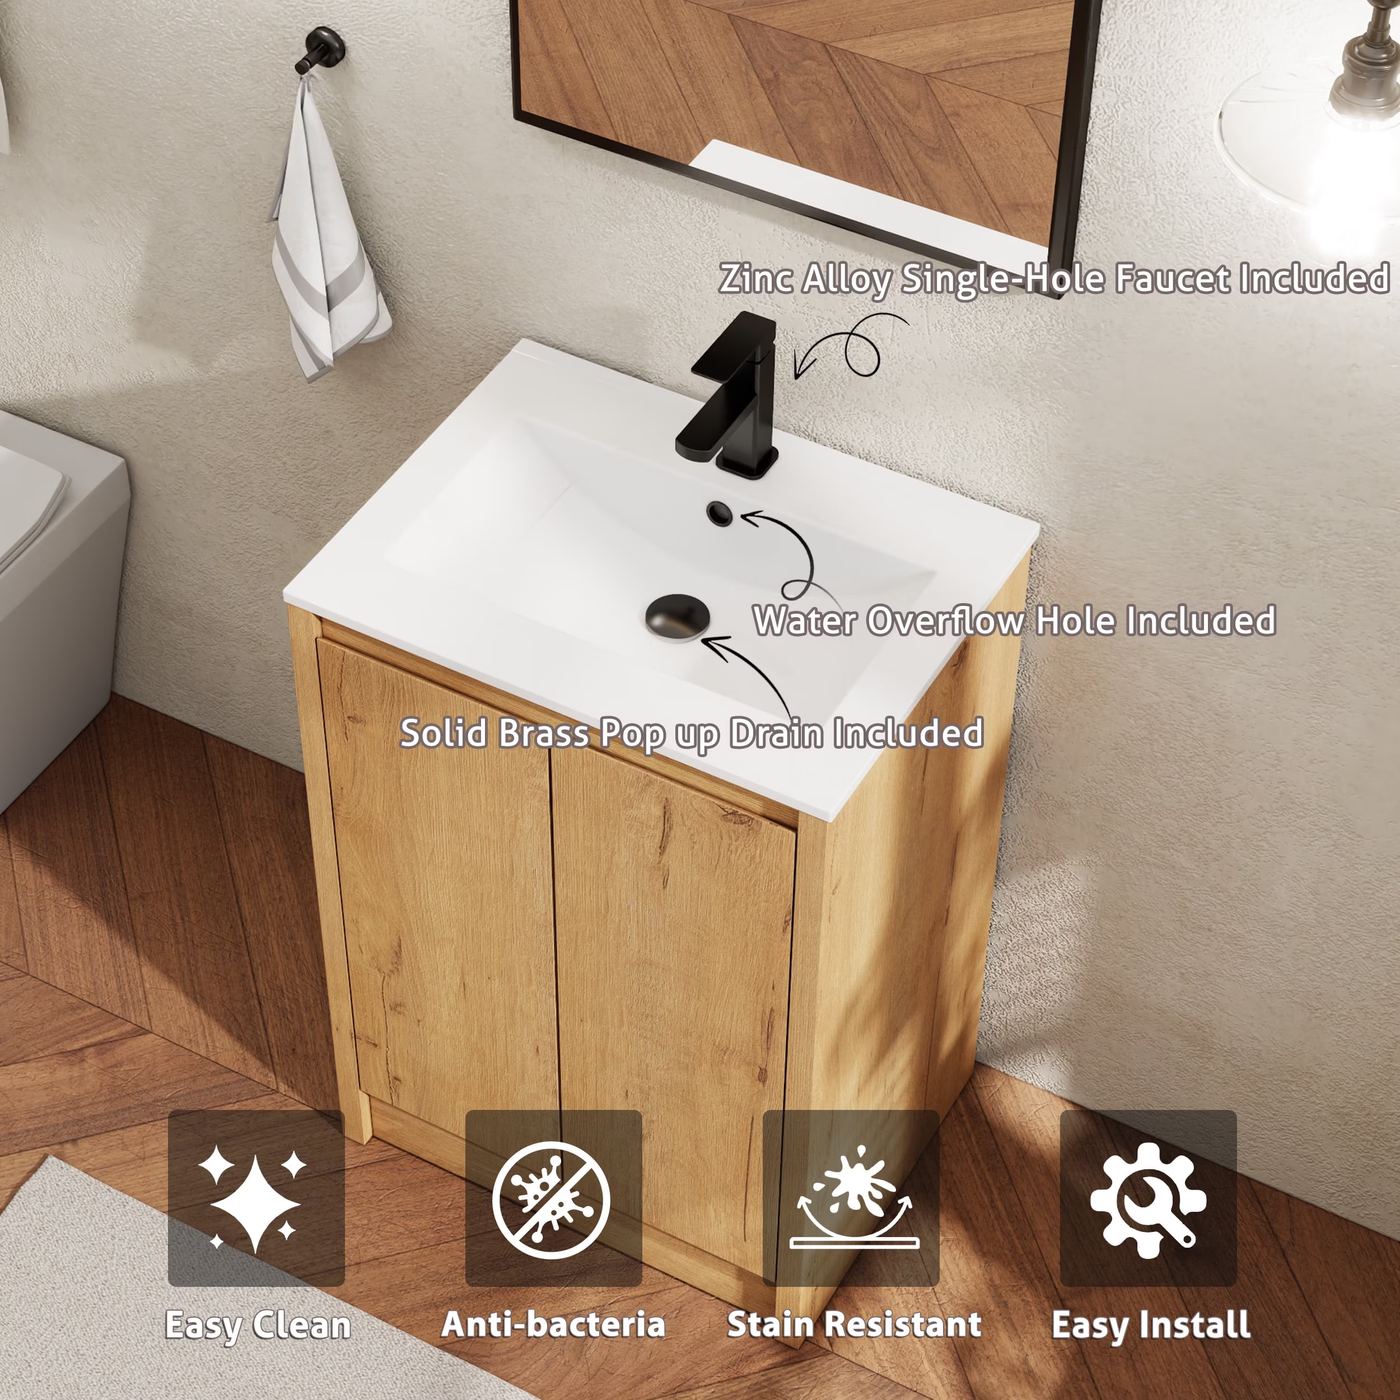 Zinc Alloy Single-Hole Faucet Included
Water Overflow Hole Included
Solid Brass Pop up Drain Included
Easy Clean
Anti-bacteria
Stain Resistant
Easy Install